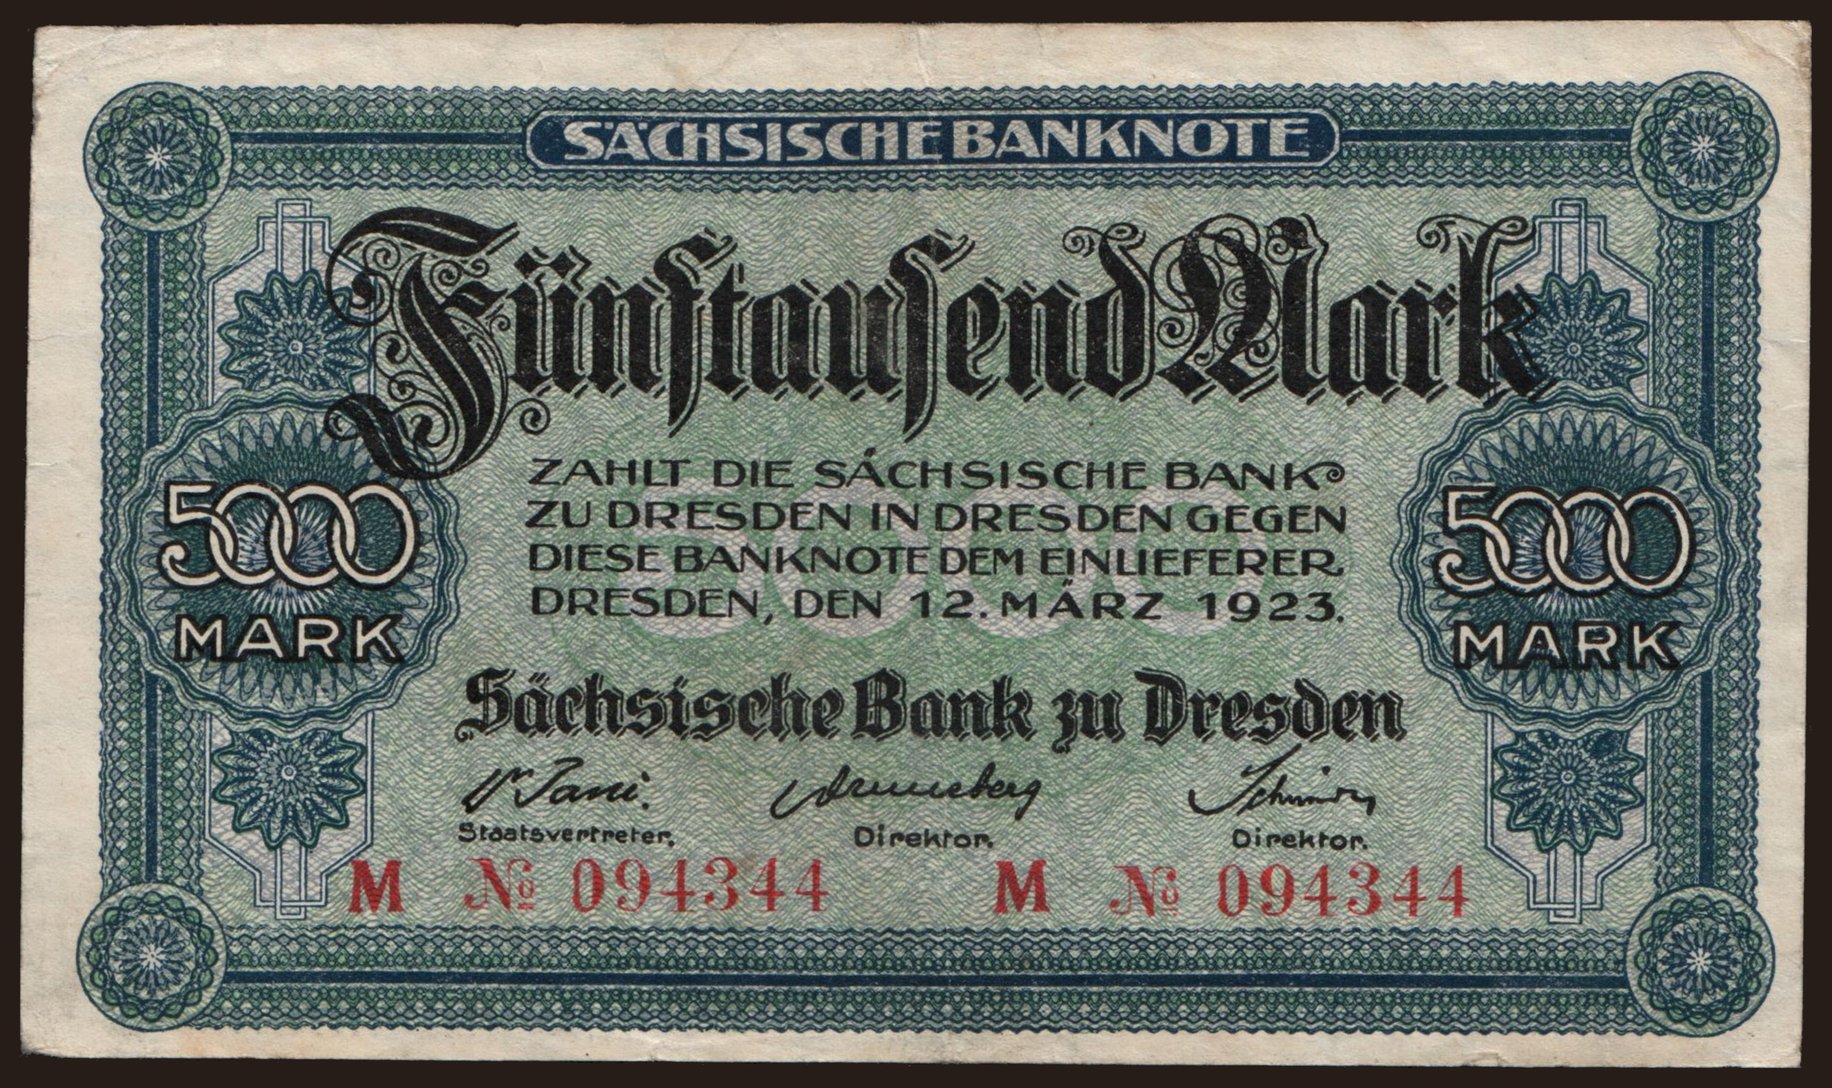 SÄCHSISCHE BANKNOTE
Fünftausend Mark
ZAHLT DIE SÄCHSISCHE BANK
ZU DRESDEN IN DRESDEN GEGEN
DIESE BANKNOTE DEM EINLIEFERER.
DRESDEN, DEN 12. MÄRZ 1923.
5000
MARK
5000
MARK
5000
Sächsische Bank zu Dresden
Staatsvertreter. Direktor. Direktor.
M № 094344 M № 094344